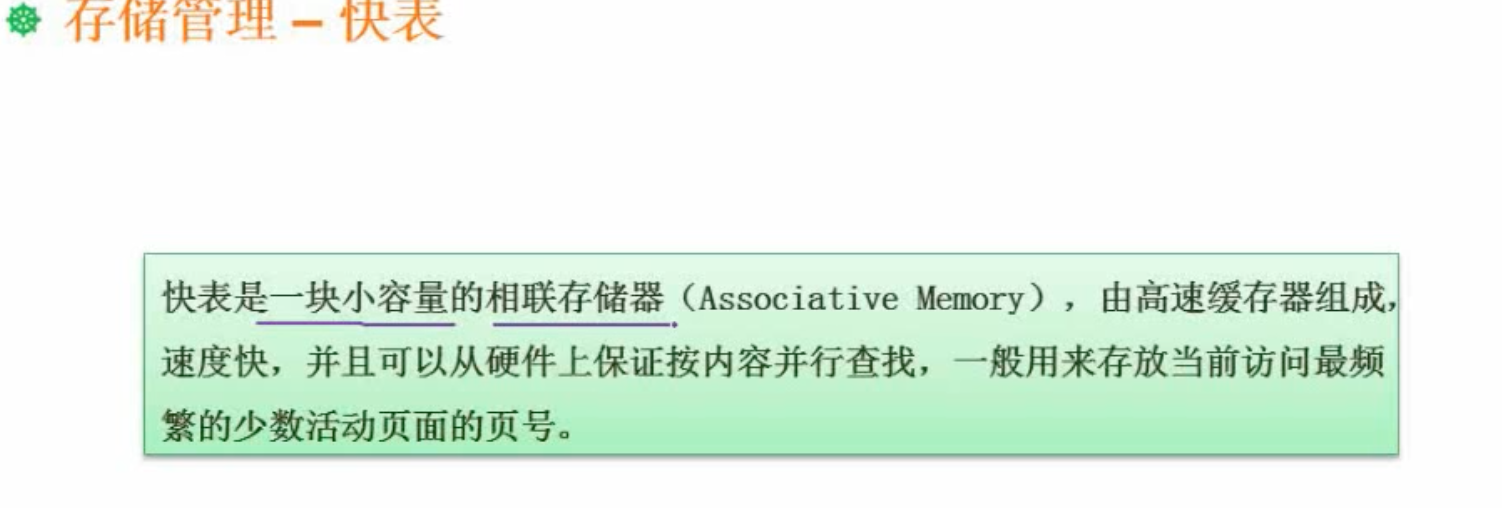 存储管理 – 快表
快表是一块小容量的相联存储器（Associative Memory），由高速缓存器组成，
速度快，并且可以从硬件上保证按内容并行查找，一般用来存放当前访问最频
繁的少数活动页面的页号。